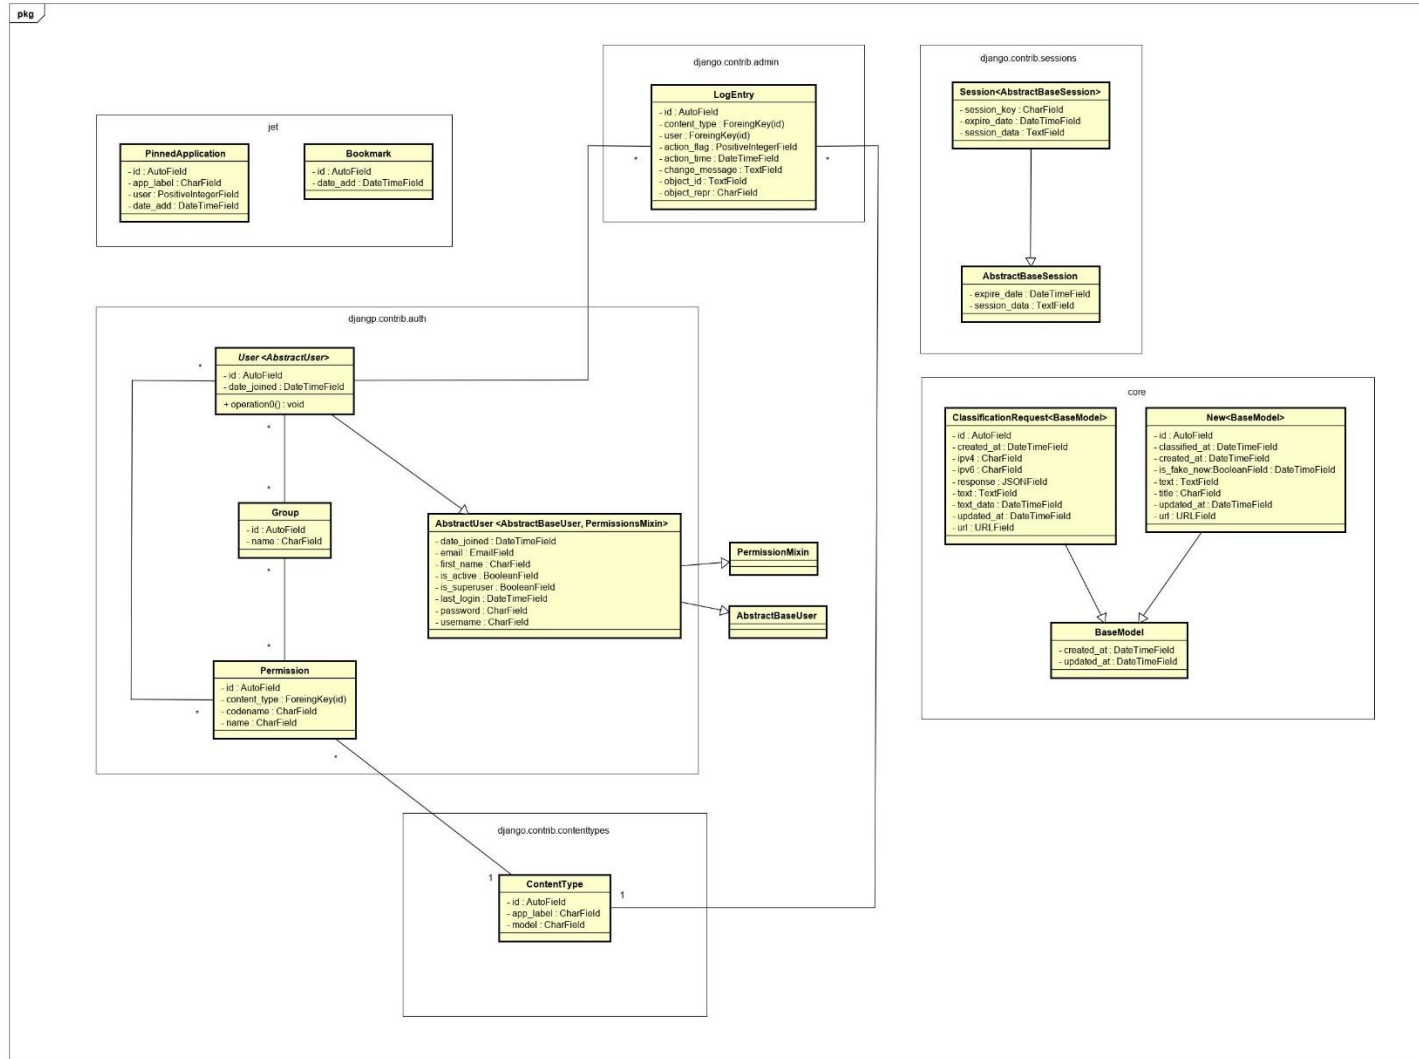 pkg
jet
PinnedApplication
- id : AutoField
- app_label : CharField
- user : PositiveIntegerField
- date_add : DateTimeField
Bookmark
- id : AutoField
- date_add : DateTimeField
django.contrib.admin
LogEntry
- id : AutoField
- content_type : ForeingKey(id)
- user : ForeingKey(id)
- action_flag : PositiveIntegerField
- action_time : DateTimeField
- change_message : TextField
- object_id : TextField
- object_repr : CharField
*
*
django.contrib.sessions
Session<AbstractBaseSession>
- session_key : CharField
- expire_date : DateTimeField
- session_data : TextField
AbstractBaseSession
- expire_date : DateTimeField
- session_data : TextField
djangp.contrib.auth
User <AbstractUser>
- id : AutoField
- date_joined : DateTimeField
+ operation0() : void
*
*
*
Group
- id : AutoField
- name : CharField
*
*
Permission
- id : AutoField
- content_type : ForeingKey(id)
- codename : CharField
- name : CharField
*
*
AbstractUser <AbstractBaseUser, PermissionsMixin>
- date_joined : DateTimeField
- email : EmailField
- first_name : CharField
- is_active : BooleanField
- is_superuser : BooleanField
- last_login : DateTimeField
- password : CharField
- username : CharField
PermissionMixin
AbstractBaseUser
core
ClassificationRequest<BaseModel>
- id : AutoField
- created_at : DateTimeField
- ipv4 : CharField
- ipv6 : CharField
- response : JSONField
- text : TextField
- text_date : DateTimeField
- updated_at : DateTimeField
- url : URLField
New<BaseModel>
- id : AutoField
- classified_at : DateTimeField
- created_at : DateTimeField
- is_fake_new:BooleanField : DateTimeField
- text : TextField
- title : CharField
- updated_at : DateTimeField
- url : URLField
BaseModel
- created_at : DateTimeField
- updated_at : DateTimeField
django.contrib.contenttypes
1
ContentType
- id : AutoField
- app_label : CharField
- model : CharField
1